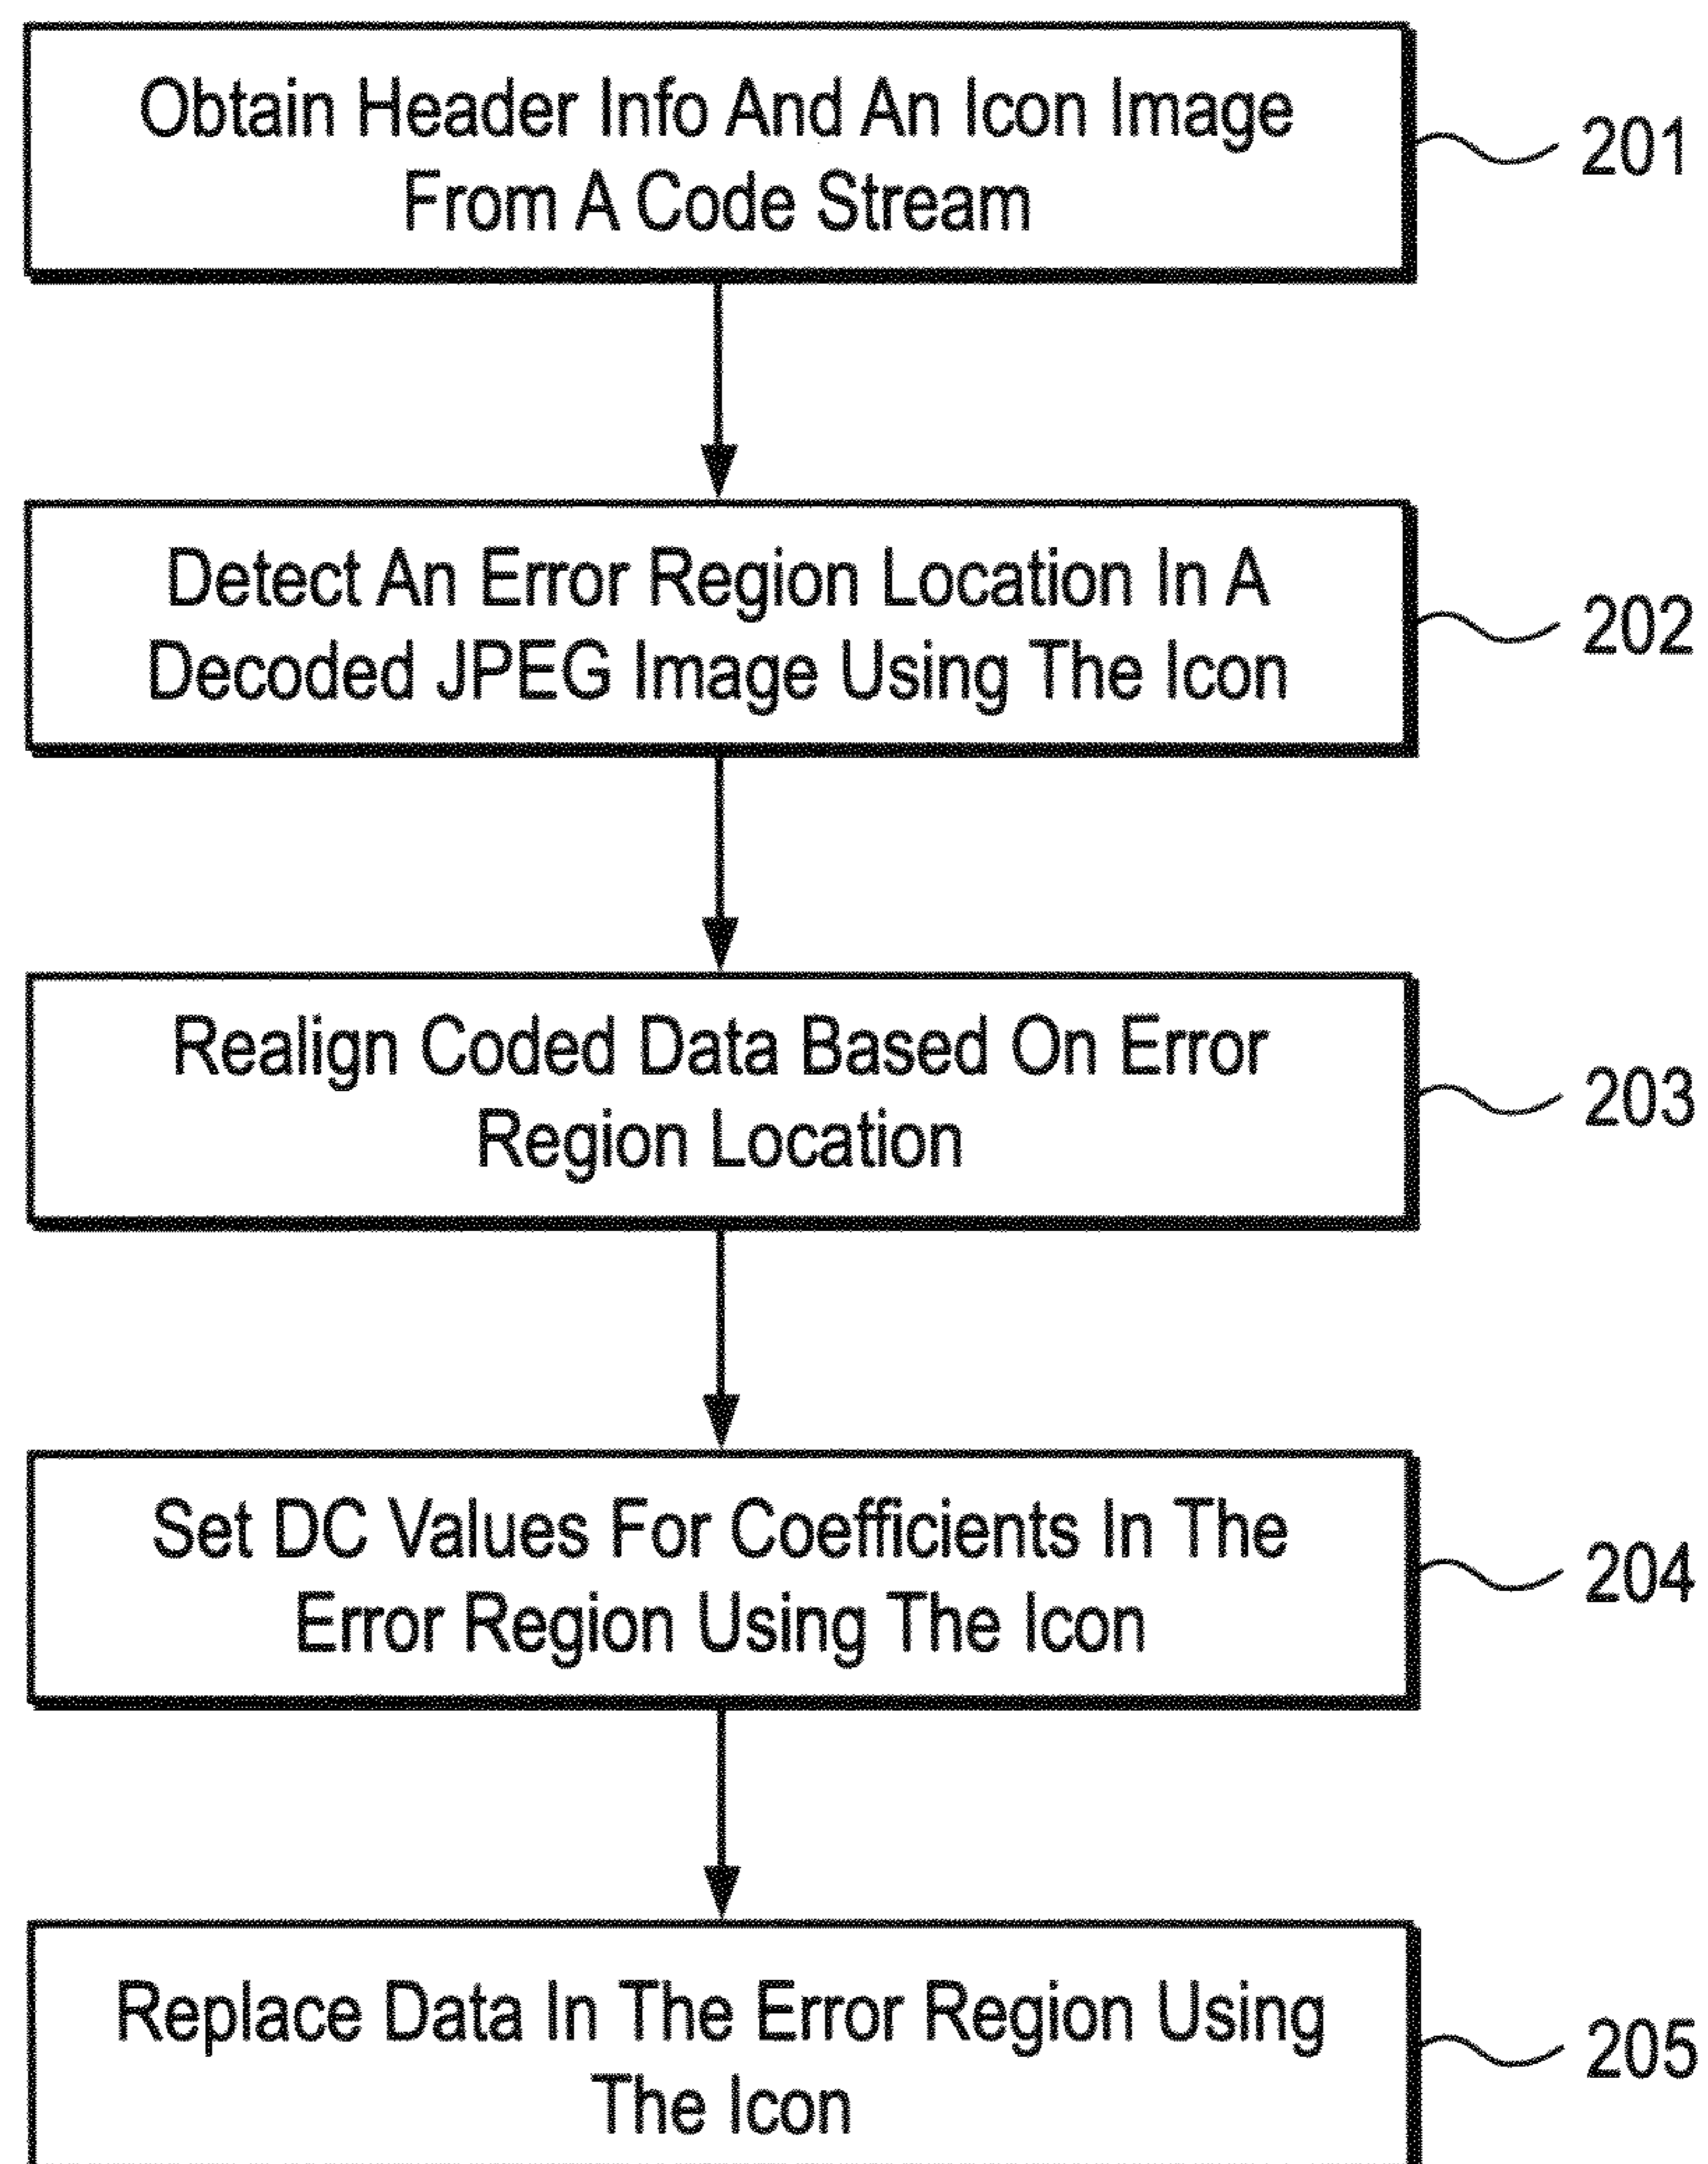 Obtain Header Info And An Icon Image
From A Code Stream
201
Detect An Error Region Location In A
Decoded JPEG Image Using The Icon
202
Realign Coded Data Based On Error
Region Location
203
Set DC Values For Coefficients In The
Error Region Using The Icon
204
Replace Data In The Error Region Using
The Icon
205